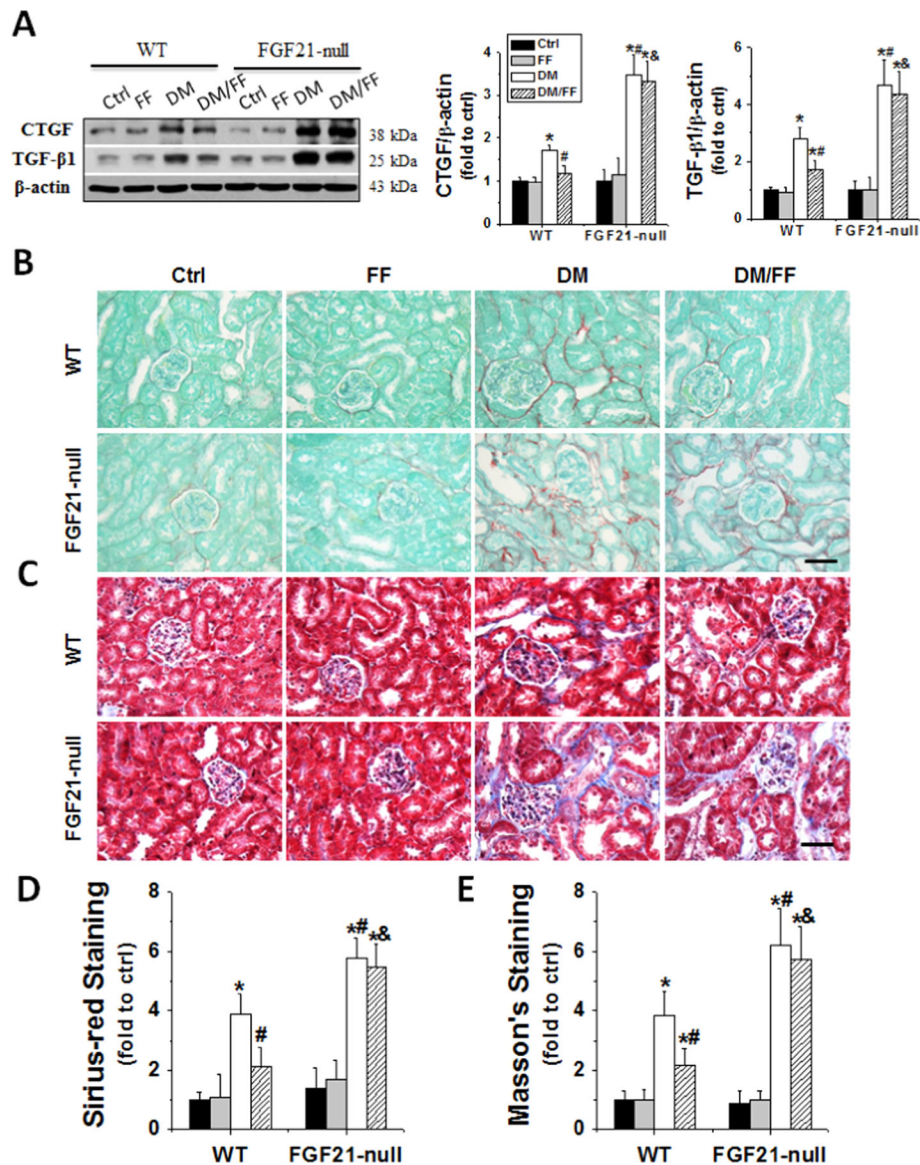 A
WT FGF21-null
Ctrl FF DM DM/FF Ctrl FF DM DM/FF
CTGF 38 kDa
TGF-β1 25 kDa
β-actin 43 kDa
CTGF/β-actin
(fold to ctrl)
4
3
2
1
0
Ctrl
FF
DM
DM/FF
* # *# *&
WT FGF21-null
TGF-β1/β-actin
(fold to ctrl)
6
4
2
0
* *# *# *&
WT FGF21-null
B
Ctrl FF DM DM/FF
WT
FGF21-null
C
WT
FGF21-null
D
Sirius-red Staining
(fold to ctrl)
8
6
4
2
0
* # *# *&
WT FGF21-null
E
Masson's Staining
(fold to ctrl)
8
6
4
2
0
* *# *# *&
WT FGF21-null